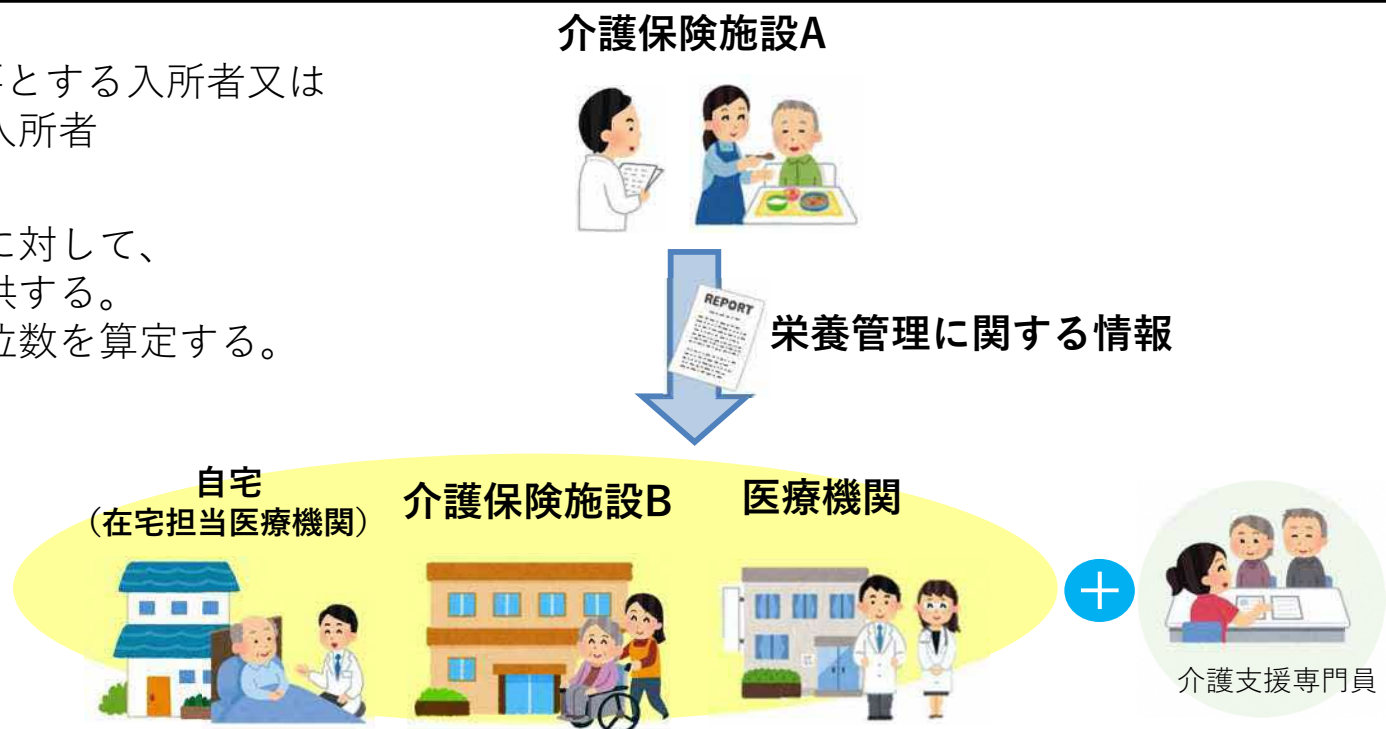 介護保険施設A
とする入所者又は
入所者
に対して、
供する。
位数を算定する。
REPORT
栄養管理に関する情報
自宅
（在宅担当医療機関）
介護保険施設B
医療機関
＋
介護支援専門員